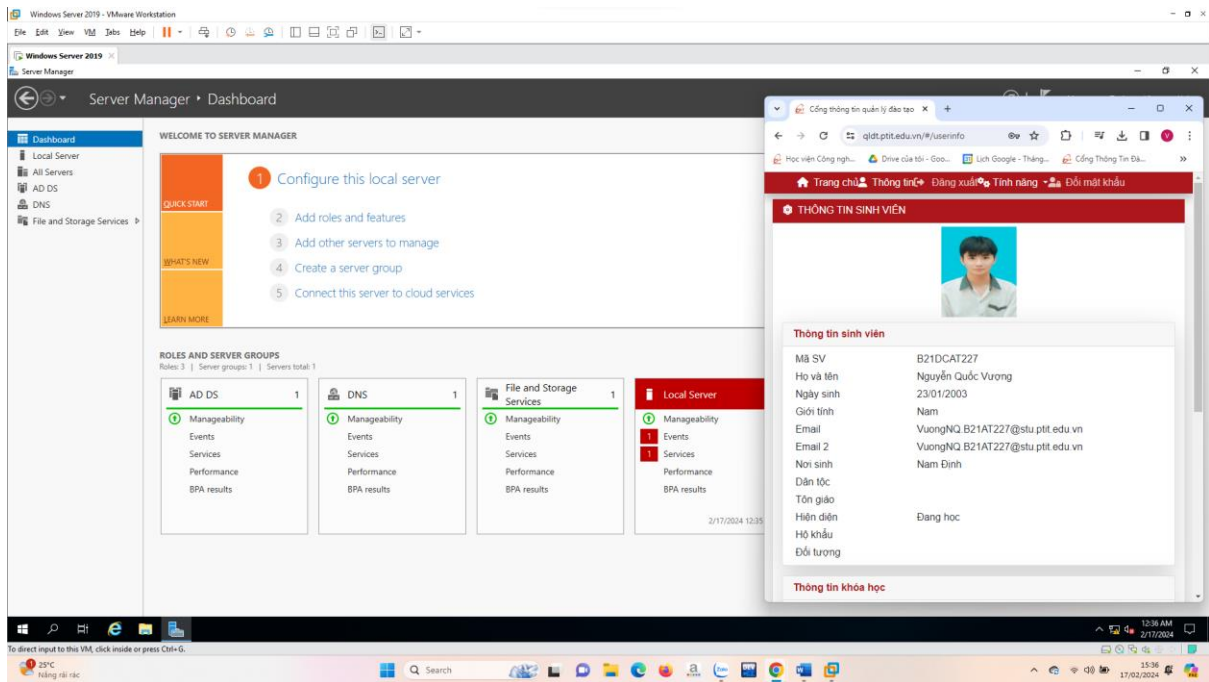 Windows Server 2019 - VMware Workstation
File Edit View VM Tabs Help
Windows Server 2019
Server Manager
Server Manager • Dashboard
Dashboard
Local Server
All Servers
AD DS
DNS
File and Storage Services
WELCOME TO SERVER MANAGER
QUICK START
WHAT'S NEW
LEARN MORE
1 Configure this local server
2 Add roles and features
3 Add other servers to manage
4 Create a server group
5 Connect this server to cloud services
ROLES AND SERVER GROUPS
Roles: 3 | Server groups: 1 | Servers total: 1
AD DS 1
Manageability
Events
Services
Performance
BPA results
DNS 1
Manageability
Events
Services
Performance
BPA results
File and Storage Services 1
Manageability
Events
Services
Performance
BPA results
Local Server
Manageability
1 Events
1 Services
Performance
BPA results
2/17/2024 12:35
Cổng thông tin quản lý đào tạo
qldt.ptit.edu.vn/#/userinfo
Học viện Công ngh... Drive của tôi - Goo... Lịch Google - Tháng... Cổng Thông Tin Đà...
Trang chủ Thông tin Đăng xuất Tính năng Đổi mật khẩu
THÔNG TIN SINH VIÊN
Thông tin sinh viên
Mã SV B21DCAT227
Họ và tên Nguyễn Quốc Vượng
Ngày sinh 23/01/2003
Giới tính Nam
Email VuongNQ.B21AT227@stu.ptit.edu.vn
Email 2 VuongNQ.B21AT227@stu.ptit.edu.vn
Nơi sinh Nam Định
Dân tộc
Tôn giáo
Hiện diện Đang học
Hộ khẩu
Đối tượng
Thông tin khóa học
12:36 AM
2/17/2024
To direct input to this VM, click inside or press Ctrl+G.
25°C
Nắng rải rác
Search
15:36
17/02/2024